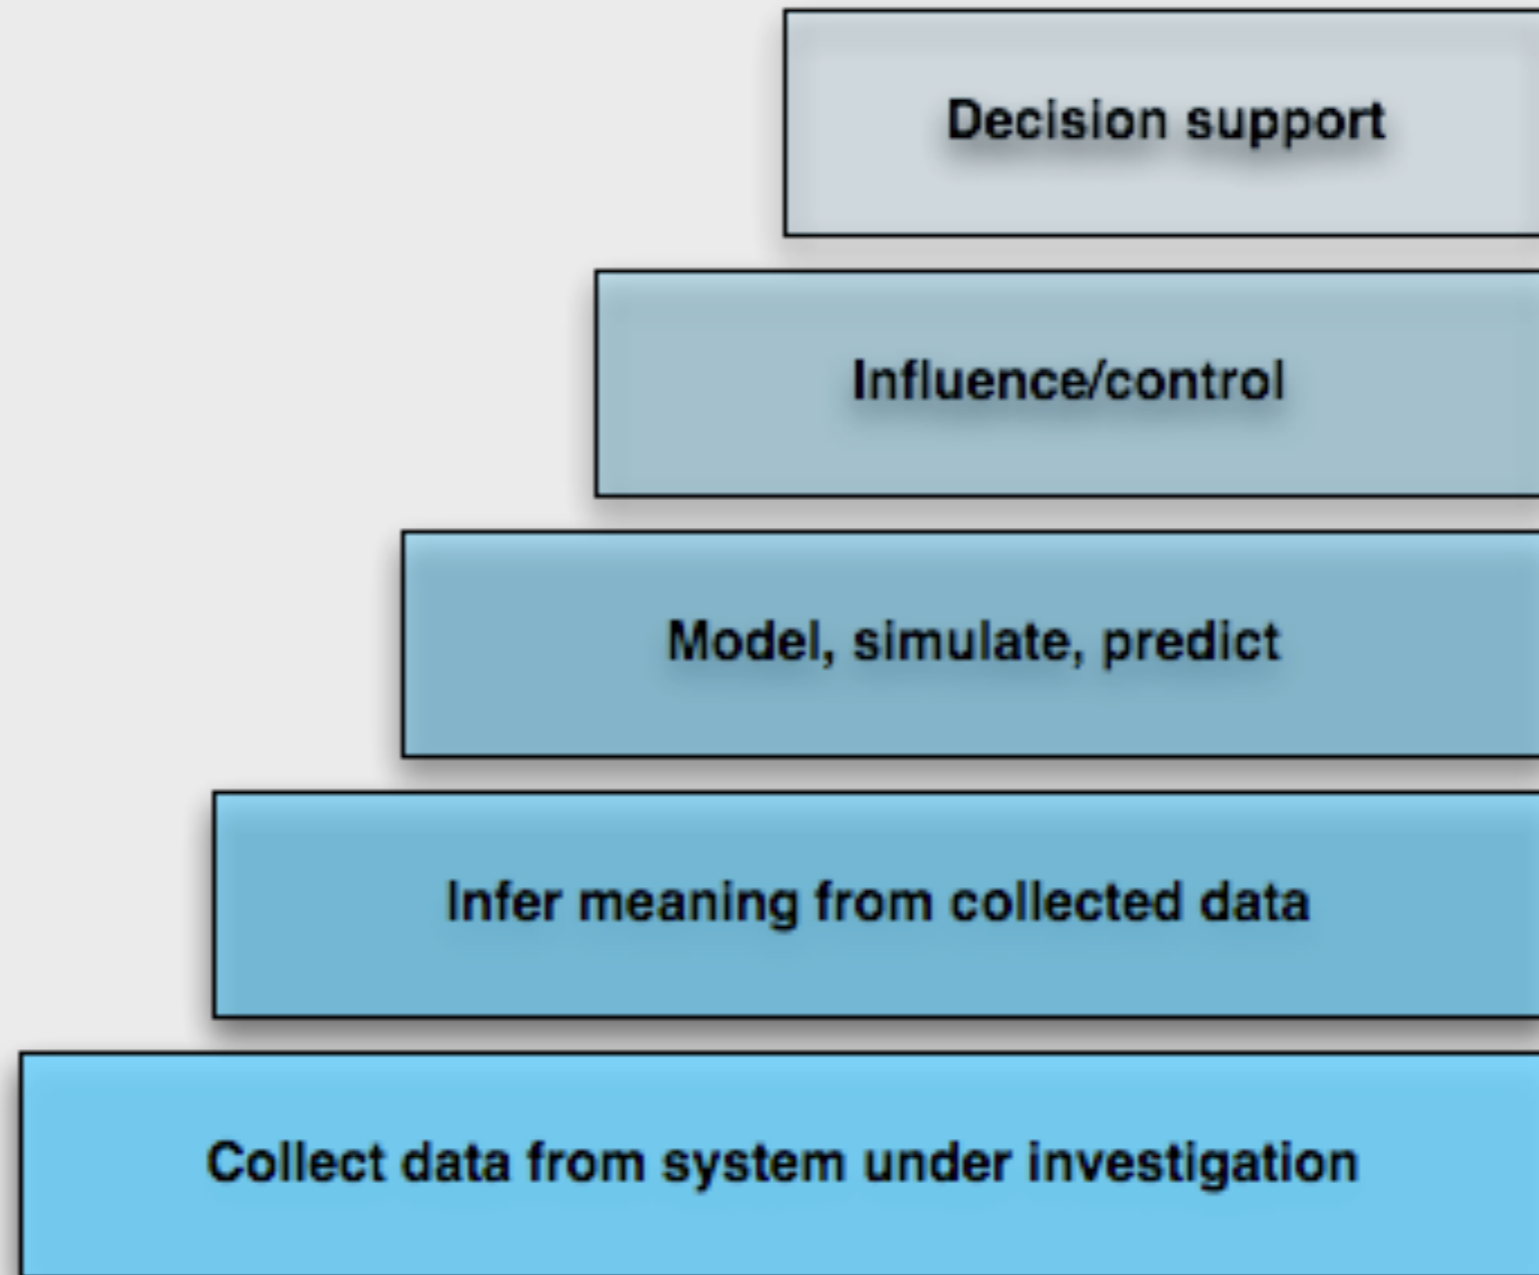 Decision support
Influence/control
Model, simulate, predict
Infer meaning from collected data
Collect data from system under investigation